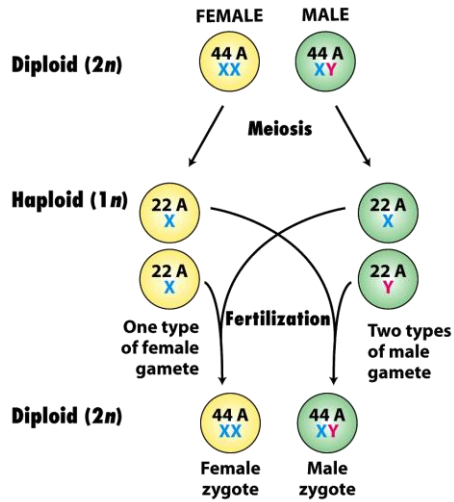 FEMALE MALE
Diploid (2n)
44 A
XX
44 A
XY
Meiosis
Haploid (1n)
22 A
X
22 A
X
22 A
X
22 A
Y
Fertilization
One type
of female
gamete
Two types
of male
gamete
Diploid (2n)
44 A
XX
44 A
XY
Female
zygote
Male
zygote